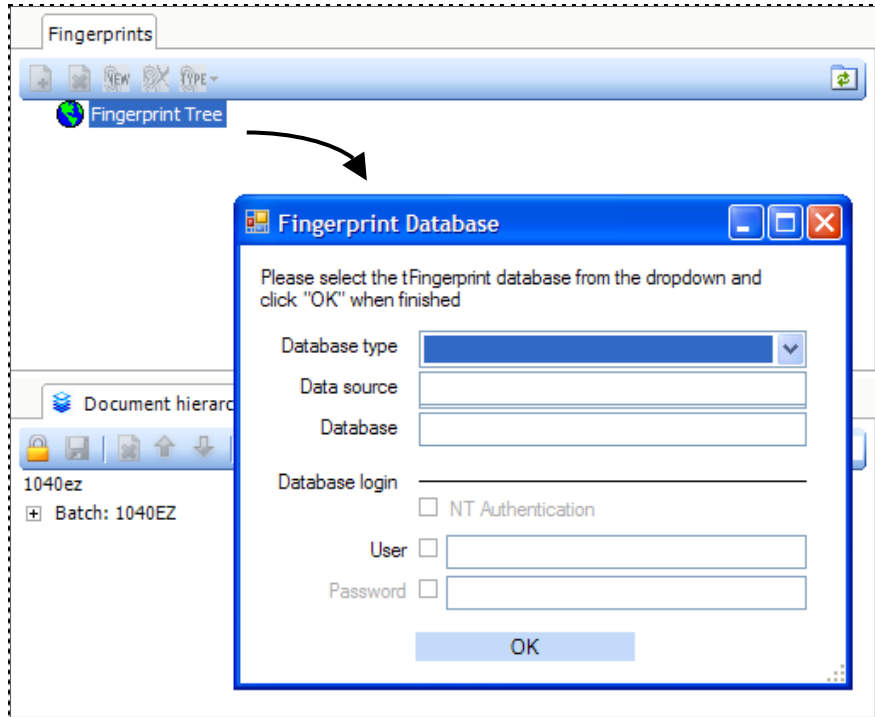 Fingerprints
NEW TYPE
Fingerprint Tree
Fingerprint Database
Please select the tFingerprint database from the dropdown and
click "OK" when finished
Database type
Data source
Database
Database login
NT Authentication
User
Password
OK
Document hierarc
1040ez
Batch: 1040EZ